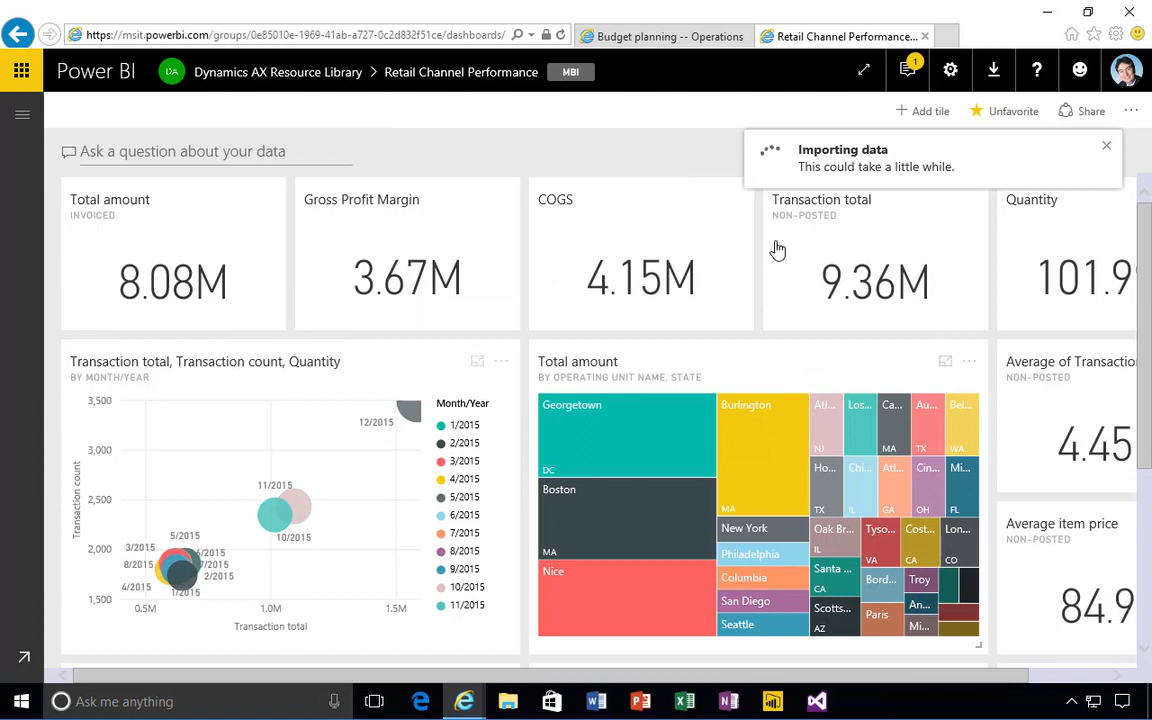 https://msit.powerbi.com/groups/0e85010e-1969-41ab-a727-0c2d832f51ce/dashboards/
Budget planning -- Operations
Retail Channel Performance...
Power BI
DA
Dynamics AX Resource Library > Retail Channel Performance
MBI
1
Add tile
Unfavorite
Share
Ask a question about your data
Importing data
This could take a little while.
Total amount
INVOICED
8.08M
Gross Profit Margin
3.67M
COGS
4.15M
Transaction total
NON-POSTED
9.36M
Quantity
101.9
Transaction total, Transaction count, Quantity
BY MONTH/YEAR
3,500
3,000
2,500
2,000
1,500
Transaction count
0.5M
1.0M
1.5M
Transaction total
12/2015
11/2015
10/2015
5/2015
3/2015
6/2015
8/2015
7/2015
2/2015
4/2015
1/2015
Month/Year
1/2015
2/2015
3/2015
4/2015
5/2015
6/2015
7/2015
8/2015
9/2015
10/2015
11/2015
Total amount
BY OPERATING UNIT NAME, STATE
Georgetown
DC
Boston
MA
Nice
Burlington
MA
New York
Philadelphia
Columbia
San Diego
Seattle
Atl...
NJ
Los...
Ca...
MA
Au...
TX
Bel...
WA
Ho...
TX
Chi...
IL
Atl...
GA
Cin...
OH
Mi...
FL
Oak Br...
IL
Tyso...
VA
Cost...
CA
Lon...
CO
Santa ...
CA
Bord...
Troy
Scotts...
AZ
Paris
An...
Mi...
Average of Transactio
NON-POSTED
4.45
Average item price
NON-POSTED
84.9
Ask me anything